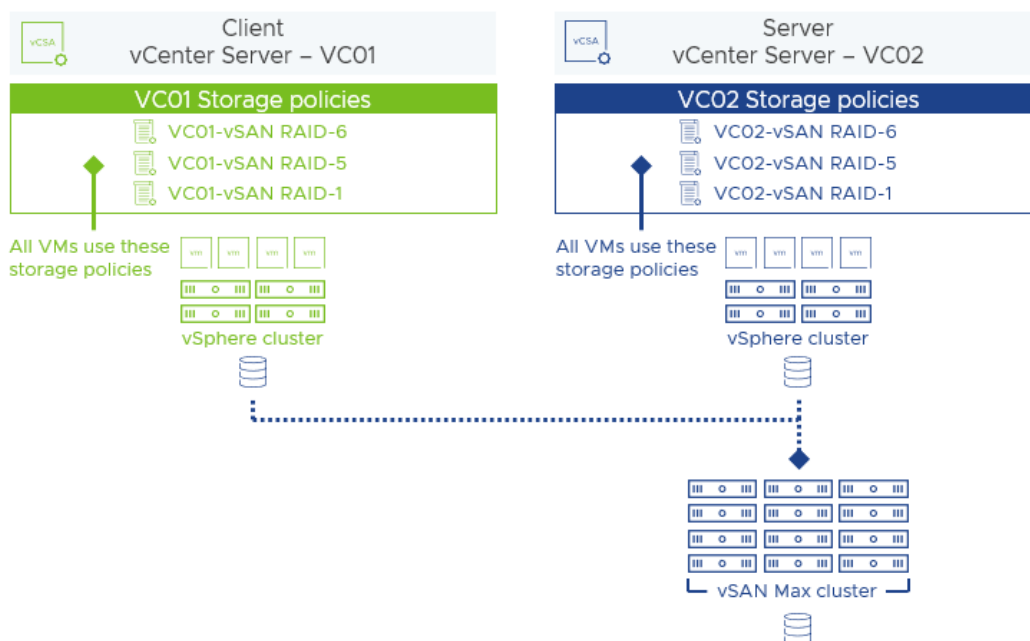 vCSA
Client
vCenter Server – VC01
VC01 Storage policies
VC01-vSAN RAID-6
VC01-vSAN RAID-5
VC01-vSAN RAID-1
All VMs use these
storage policies
vm vm vm vm
vSphere cluster
vCSA
Server
vCenter Server – VC02
VC02 Storage policies
VC02-vSAN RAID-6
VC02-vSAN RAID-5
VC02-vSAN RAID-1
All VMs use these
storage policies
vm vm vm vm
vSphere cluster
vSAN Max cluster